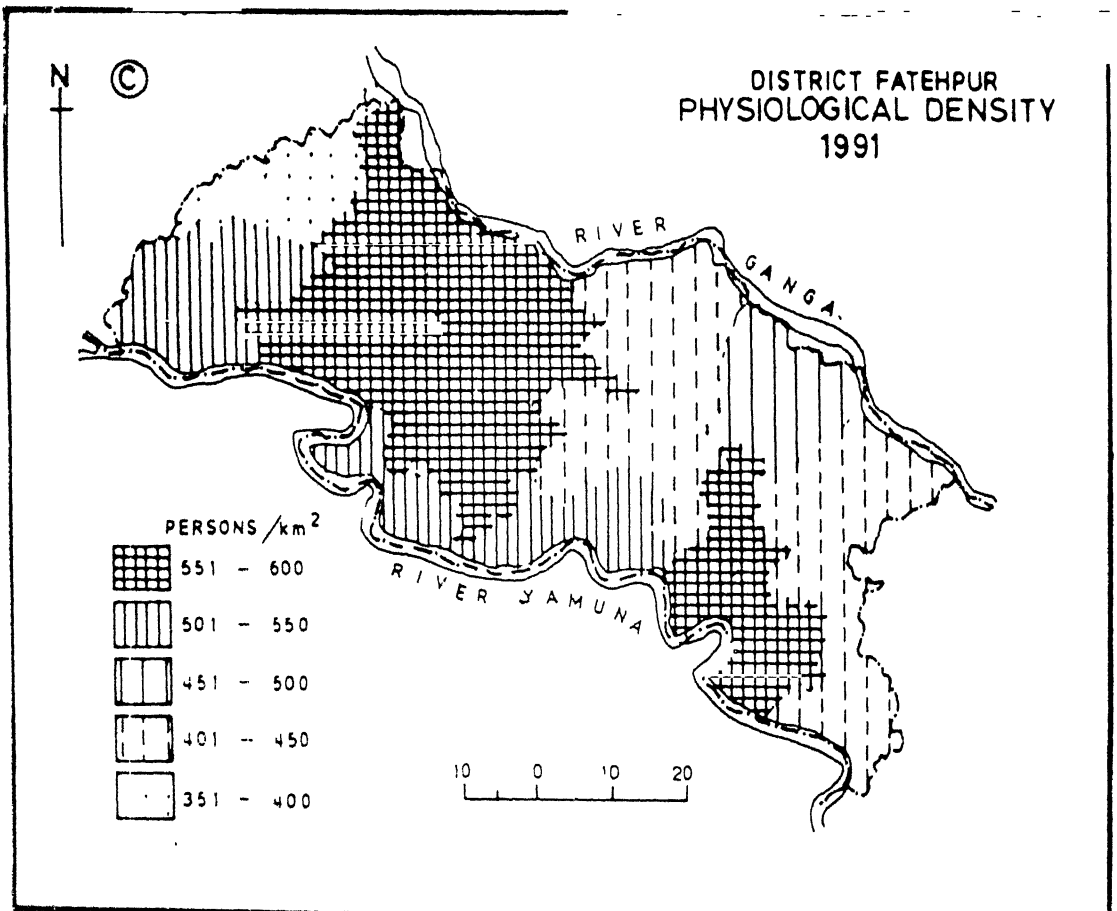 N
C
DISTRICT FATEHPUR
PHYSIOLOGICAL DENSITY
1991
RIVER GANGA
PERSONS /km²
551 - 600
501 - 550
451 - 500
401 - 450
351 - 400
RIVER YAMUNA
10 0 10 20